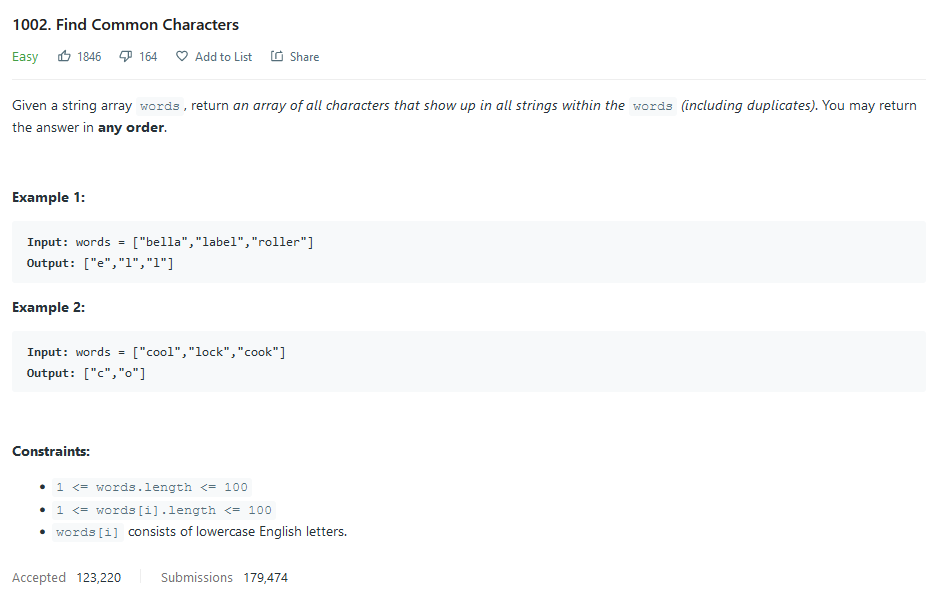 1002. Find Common Characters
Easy 1846 164 Add to List Share
Given a string array words , return an array of all characters that show up in all strings within the words (including duplicates). You may return
the answer in any order.
Example 1:
Input: words = ["bella","label","roller"]
Output: ["e","l","l"]
Example 2:
Input: words = ["cool","lock","cook"]
Output: ["c","o"]
Constraints:
• 1 <= words.length <= 100
• 1 <= words[i].length <= 100
• words[i] consists of lowercase English letters.
Accepted 123,220 Submissions 179,474